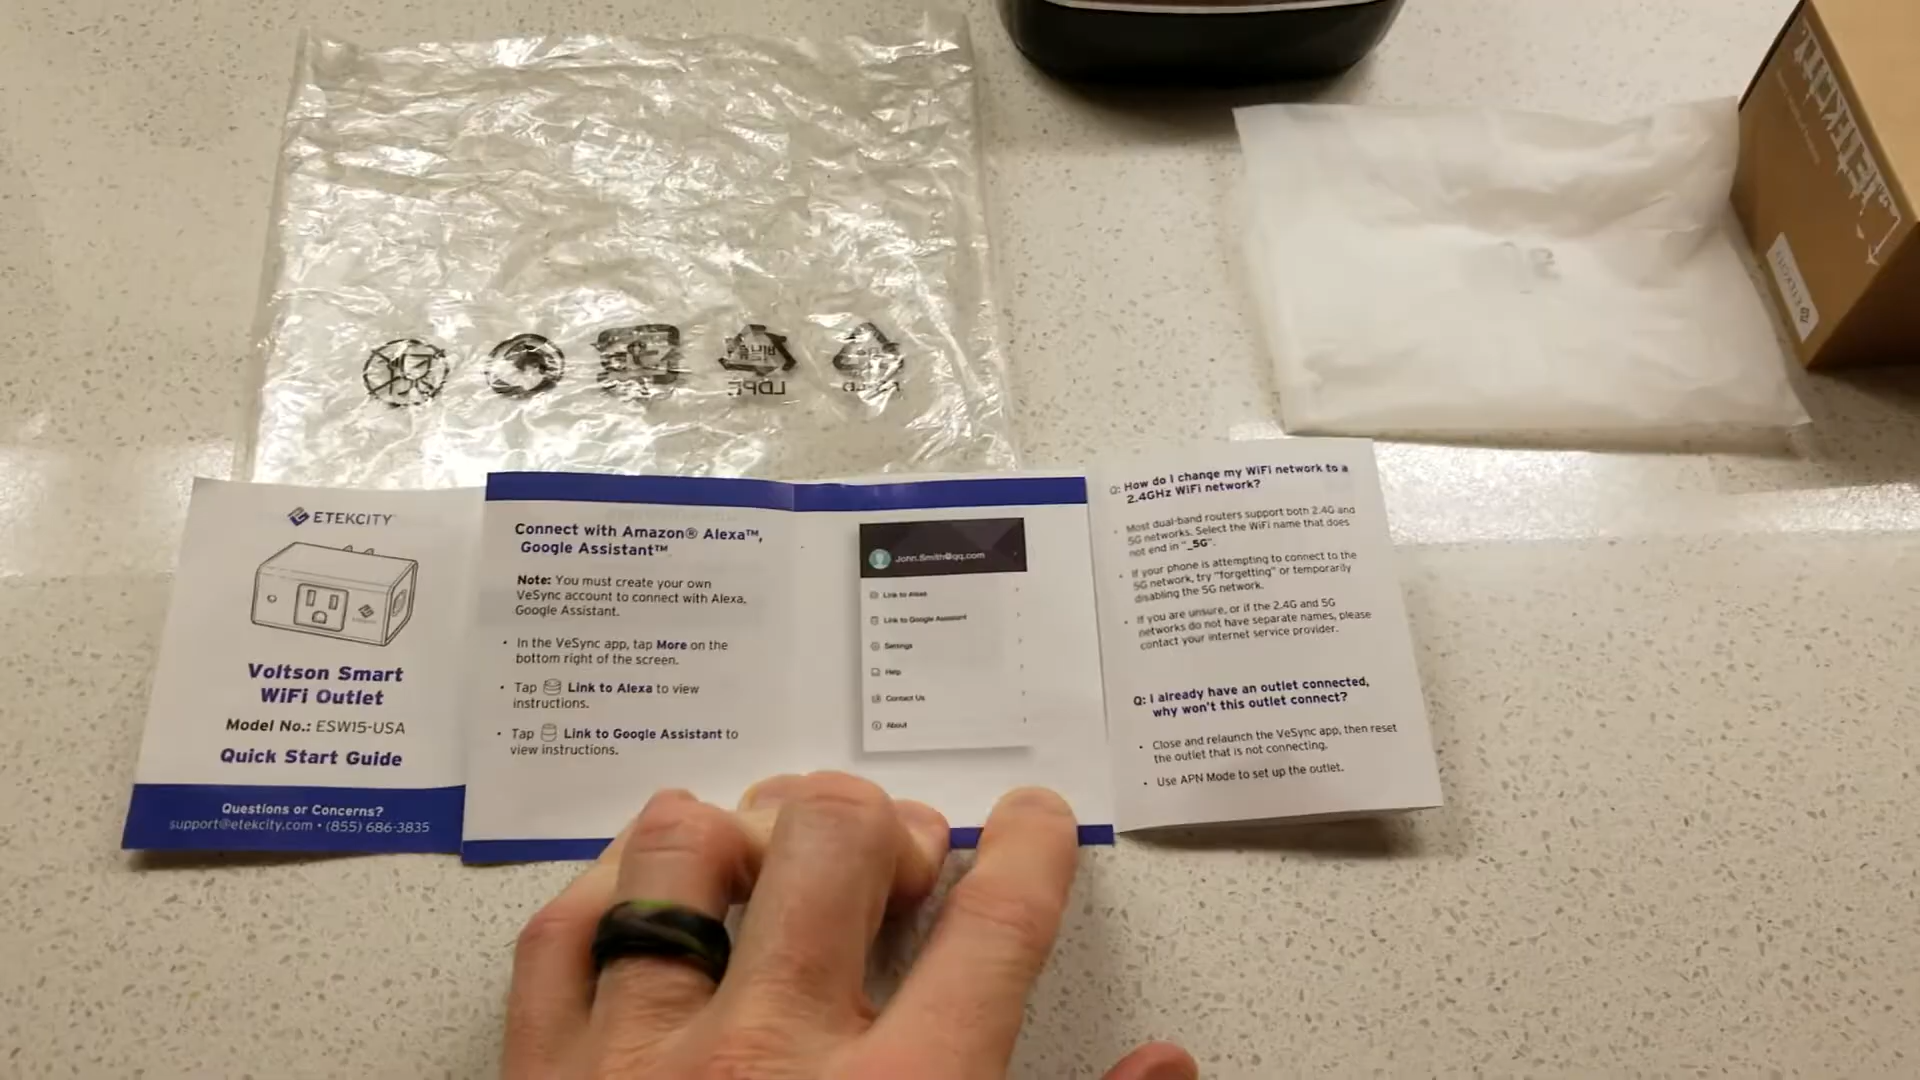 ETEKCITY
Voltson Smart
WiFi Outlet
Model No.: ESW15-USA
Quick Start Guide
Questions or Concerns?
support@etekcity.com • (855) 686-3835
Connect with Amazon® Alexa™,
Google Assistant™
Note: You must create your own
VeSync account to connect with Alexa,
Google Assistant.
• In the VeSync app, tap More on the
bottom right of the screen.
• Tap Link to Alexa to view
instructions.
• Tap Link to Google Assistant to
view instructions.
John.Smith@qq.com
Link to Alexa
Link to Google Assistant
Settings
Help
Contact Us
About
Q: How do I change my WiFi network to a
2.4GHz WiFi network?
• Most dual-band routers support both 2.4G and
5G networks. Select the WiFi name that does
not end in "_5G".
• If your phone is attempting to connect to the
5G network, try "forgetting" or temporarily
disabling the 5G network.
• If you are unsure, or if the 2.4G and 5G
networks do not have separate names, please
contact your internet service provider.
Q: I already have an outlet connected,
why won't this outlet connect?
• Close and relaunch the VeSync app, then reset
the outlet that is not connecting.
• Use APN Mode to set up the outlet.
LDPE
ETEKCITY
ETEKCITY